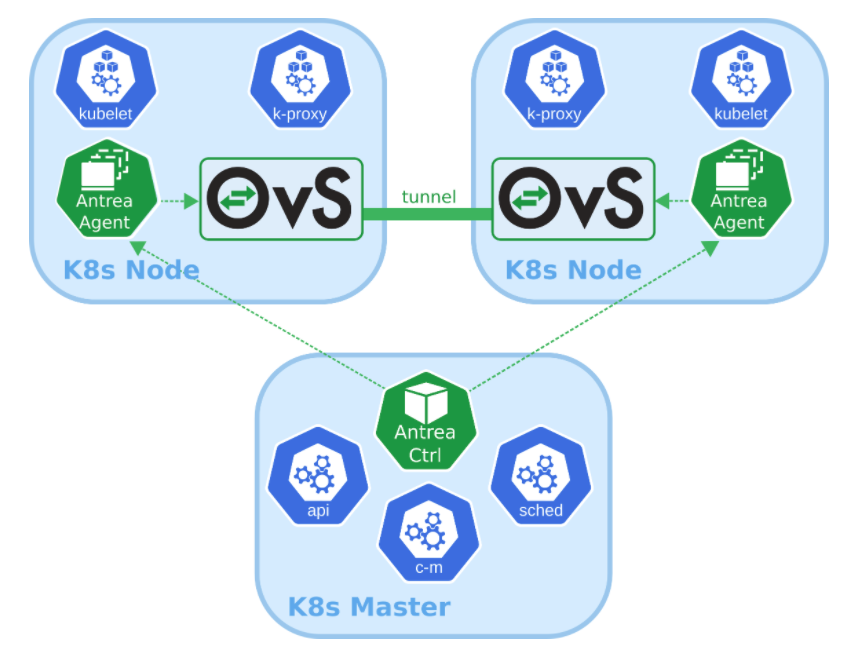 kubelet
k-proxy
Antrea
Agent
OvS
K8s Node
tunnel
k-proxy
kubelet
OvS
Antrea
Agent
K8s Node
Antrea
Ctrl
api
sched
c-m
K8s Master